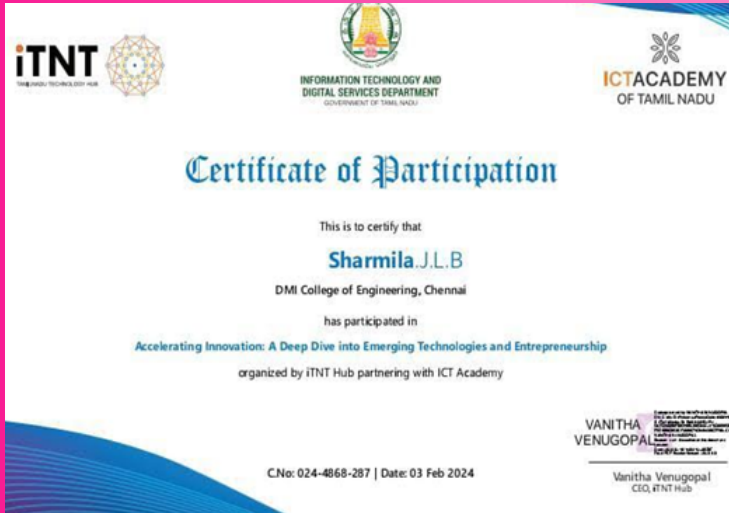 iTNT
TAMILNADU TECHNOLOGY HUB
INFORMATION TECHNOLOGY AND
DIGITAL SERVICES DEPARTMENT
GOVERNMENT OF TAMIL NADU
ICTACADEMY
OF TAMIL NADU
Certificate of Participation
This is to certify that
Sharmila.J.L.B
DMI College of Engineering, Chennai
has participated in
Accelerating Innovation: A Deep Dive into Emerging Technologies and Entrepreneurship
organized by iTNT Hub partnering with ICT Academy
VANITHA
VENUGOPAL
C.No: 024-4868-287 | Date: 03 Feb 2024
Vanitha Venugopal
CEO, iTNT Hub